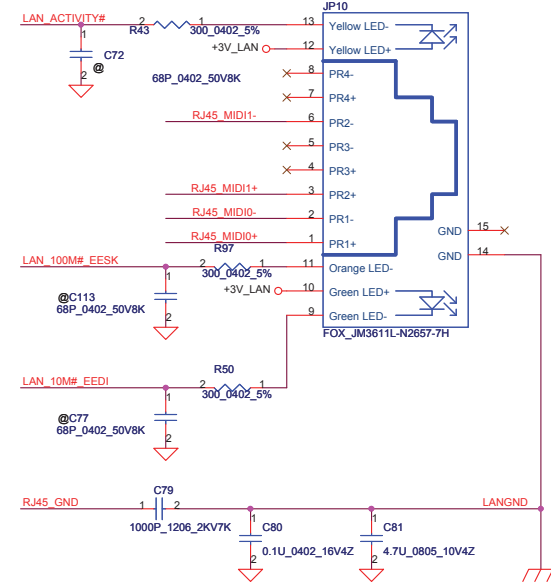 JP10
LAN_ACTIVITY#
2
R43
1
300_0402_5%
13
Yellow LED-
+3V_LAN
12
Yellow LED+
1
C72
@
2
68P_0402_50V8K
8
PR4-
7
PR4+
RJ45_MIDI1-
6
PR2-
5
PR3-
4
PR3+
RJ45_MIDI1+
3
PR2+
RJ45_MIDI0-
2
PR1-
RJ45_MIDI0+
1
PR1+
GND
15
GND
14
LAN_100M#_EESK
R97
2
1
300_0402_5%
11
Orange LED-
+3V_LAN
10
Green LED+
1
@C113
68P_0402_50V8K
2
9
Green LED-
FOX_JM3611L-N2657-7H
R50
LAN_10M#_EEDI
2
1
300_0402_5%
1
@C77
68P_0402_50V8K
2
RJ45_GND
C79
1
2
1000P_1206_2KV7K
LANGND
1
C80
0.1U_0402_16V4Z
2
1
C81
4.7U_0805_10V4Z
2